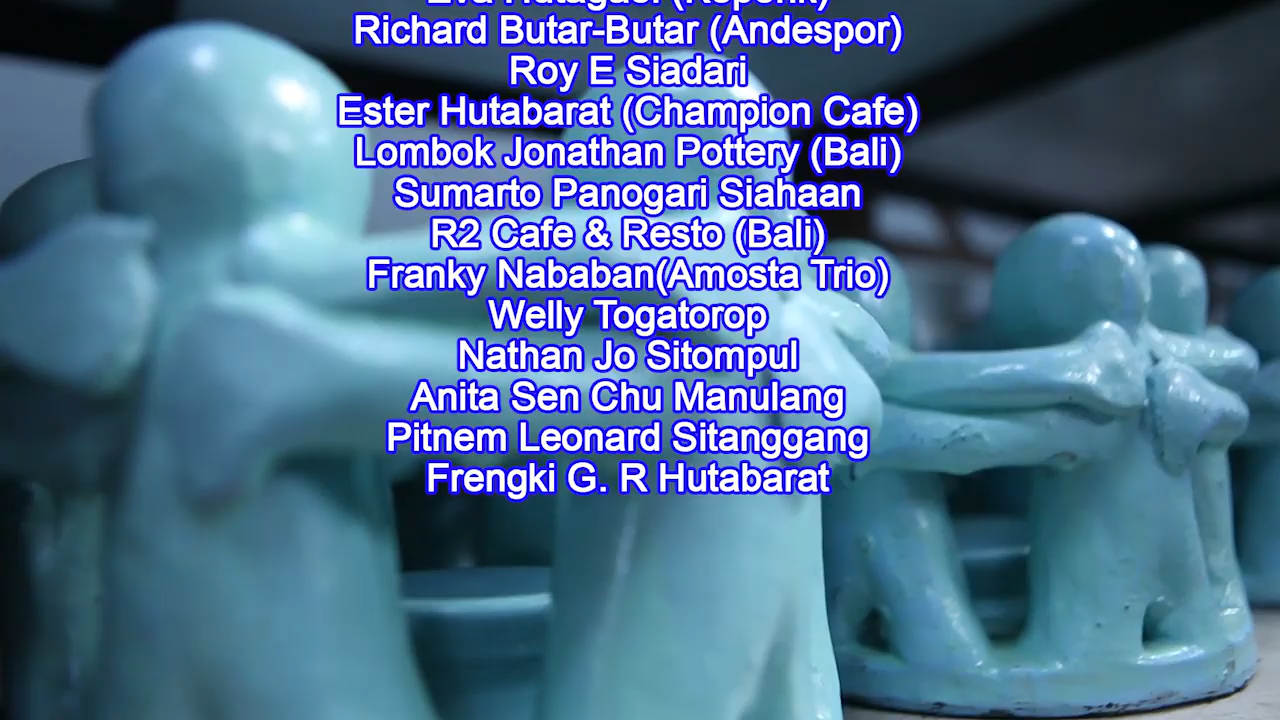 Richard Butar-Butar (Andespor)
Roy E Siadari
Ester Hutabarat (Champion Cafe)
Lombok Jonathan Pottery (Bali)
Sumarto Panogari Siahaan
R2 Cafe & Resto (Bali)
Franky Nababan(Amosta Trio)
Welly Togatorop
Nathan Jo Sitompul
Anita Sen Chu Manulang
Pitnem Leonard Sitanggang
Frengki G. R Hutabarat